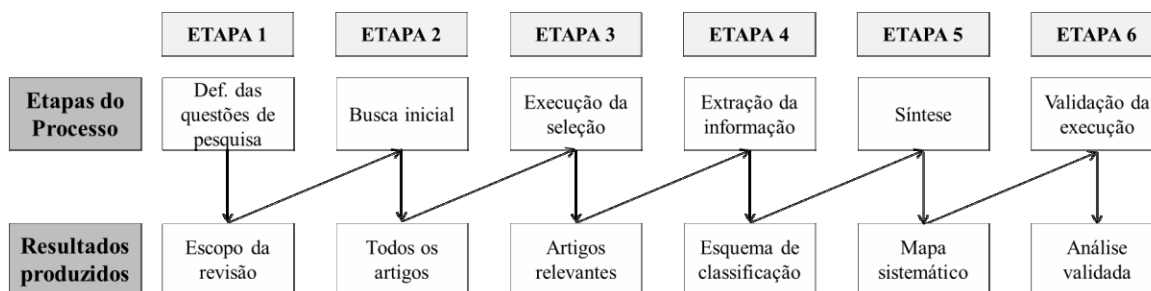 ETAPA 1
ETAPA 2
ETAPA 3
ETAPA 4
ETAPA 5
ETAPA 6
Etapas do
Processo
Def. das
questões de
pesquisa
Busca inicial
Execução da
seleção
Extração da
informação
Síntese
Validação da
execução
Resultados
produzidos
Escopo da
revisão
Todos os
artigos
Artigos
relevantes
Esquema de
classificação
Mapa
sistemático
Análise
validada